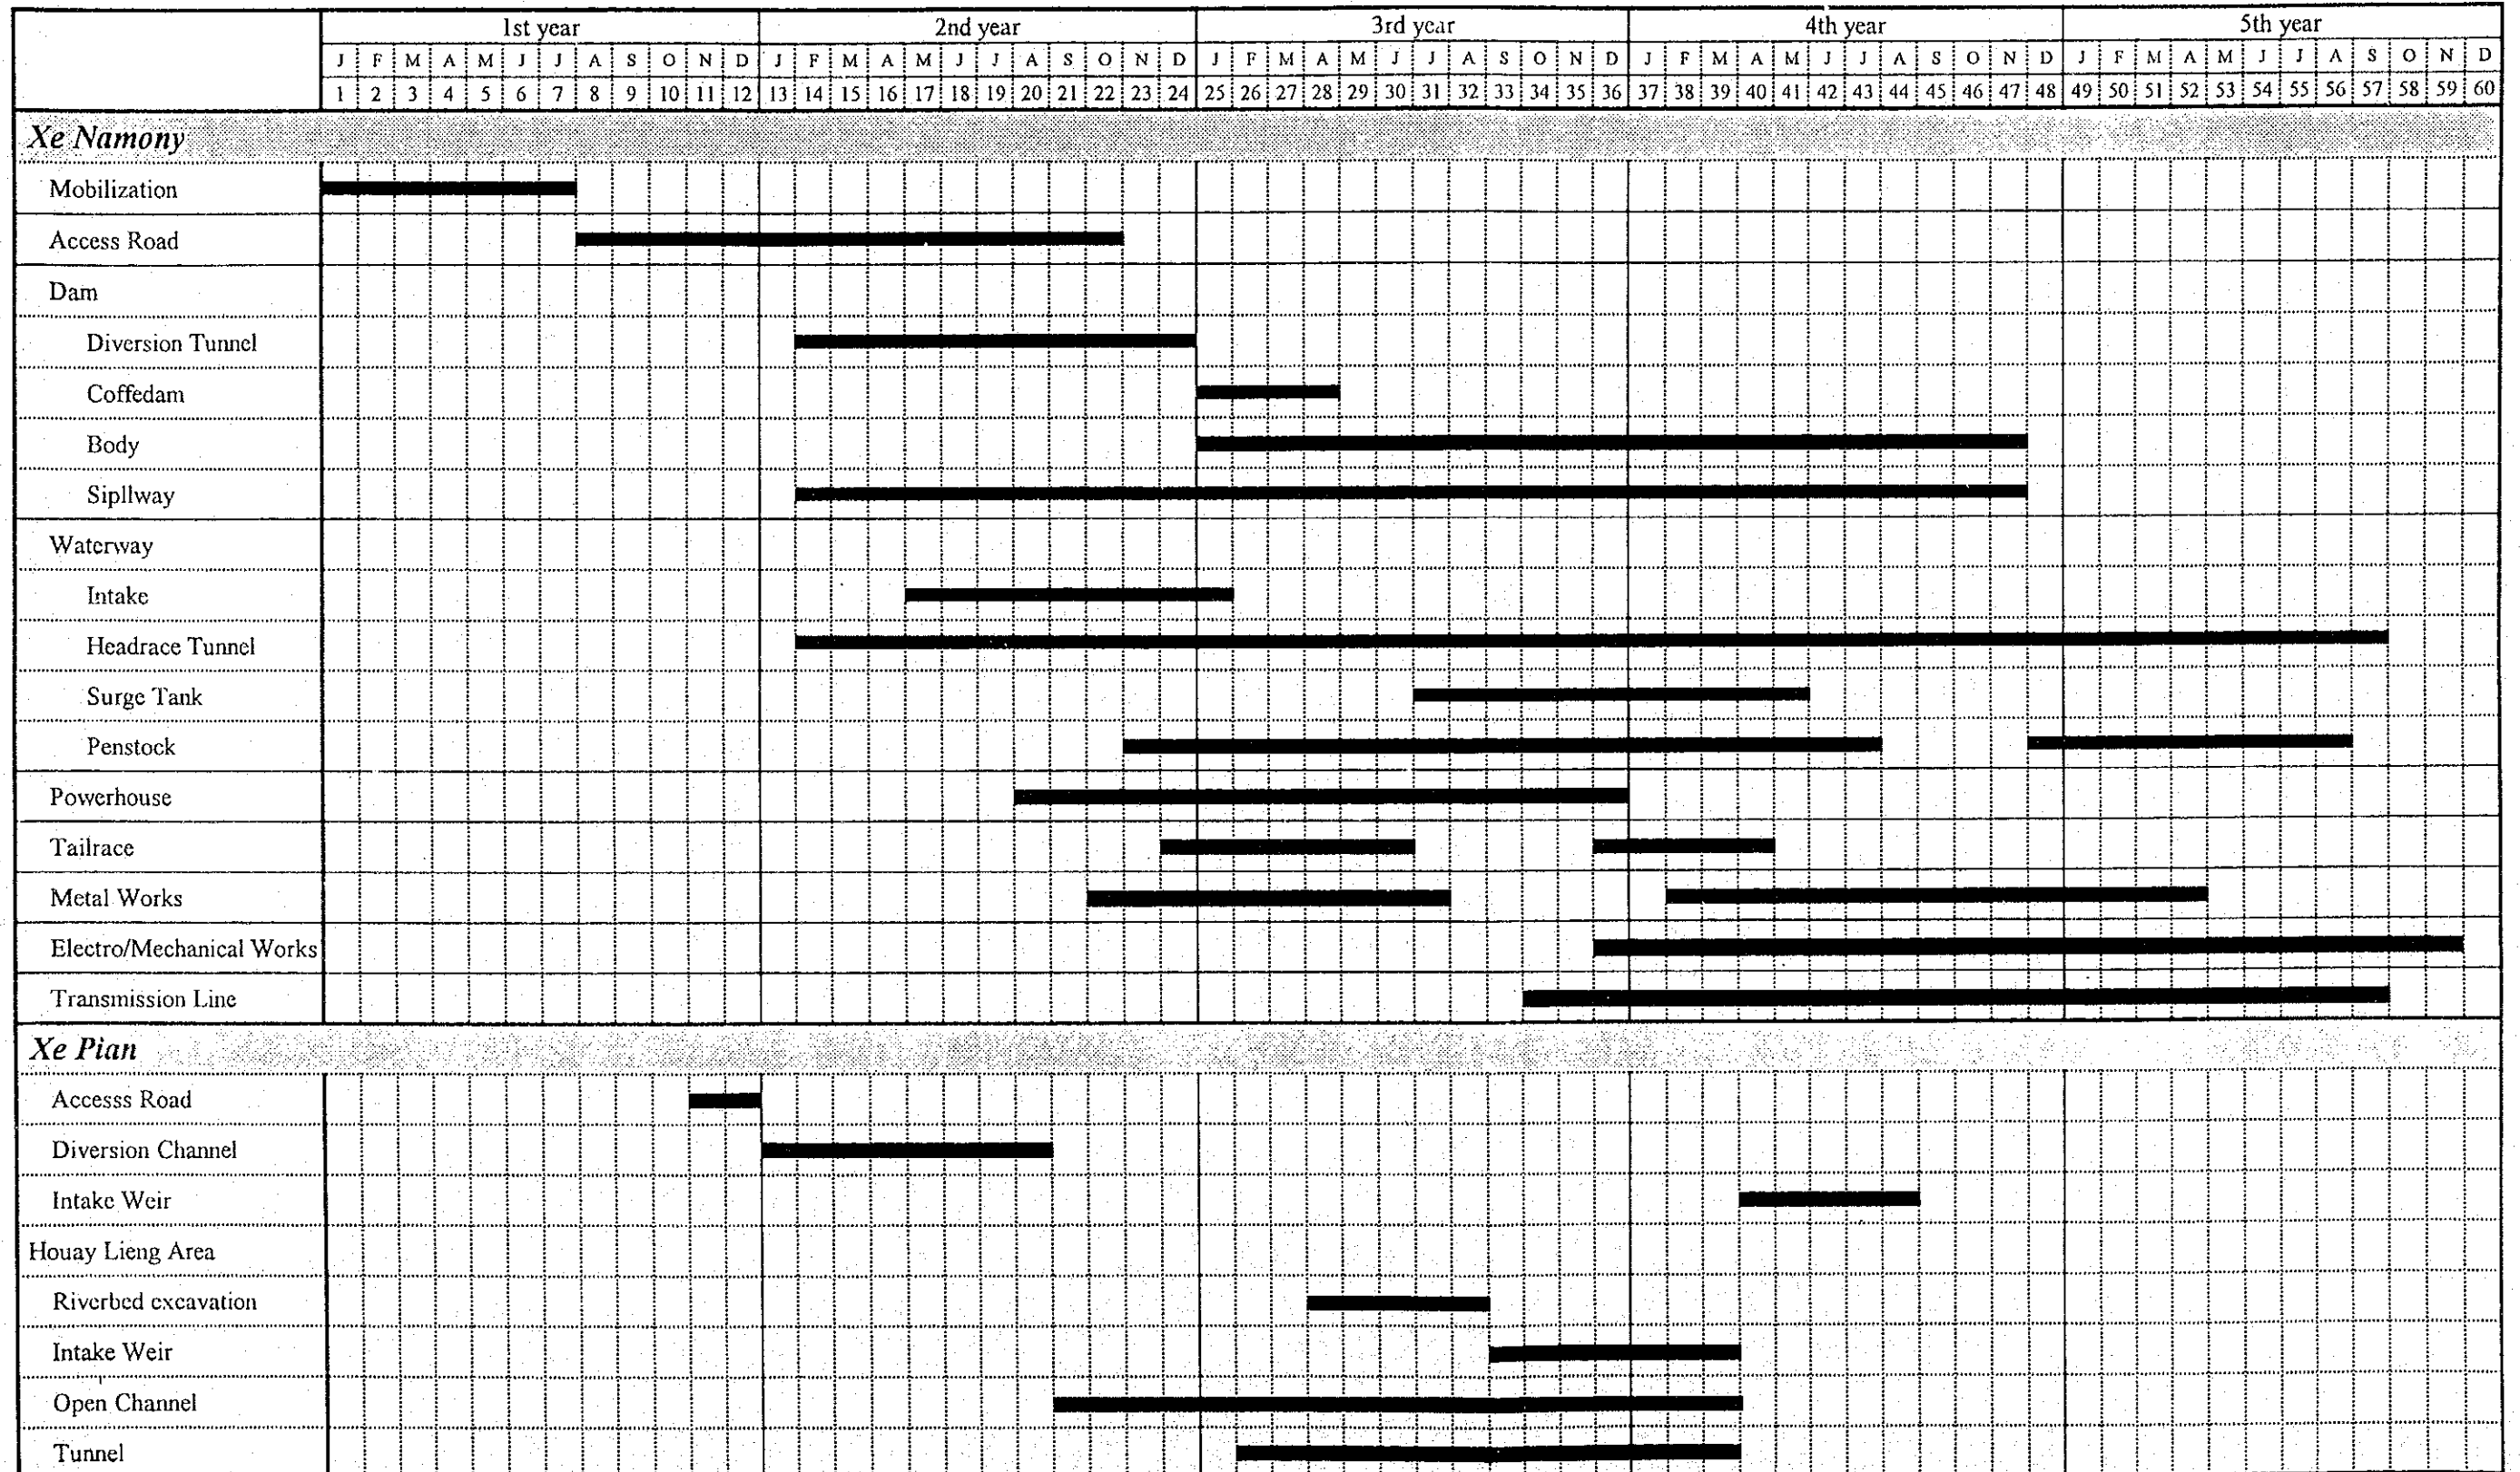 1st year 2nd year 3rd year 4th year 5th year
J F M A M J J A S O N D J F M A M J J A S O N D J F M A M J J A S O N D J F M A M J J A S O N D J F M A M J J A S O N D
1 2 3 4 5 6 7 8 9 10 11 12 13 14 15 16 17 18 19 20 21 22 23 24 25 26 27 28 29 30 31 32 33 34 35 36 37 38 39 40 41 42 43 44 45 46 47 48 49 50 51 52 53 54 55 56 57 58 59 60
Xe Namony
Mobilization
Access Road
Dam
Diversion Tunnel
Coffedam
Body
Sipllway
Waterway
Intake
Headrace Tunnel
Surge Tank
Penstock
Powerhouse
Tailrace
Metal Works
Electro/Mechanical Works
Transmission Line
Xe Pian
Accesss Road
Diversion Channel
Intake Weir
Houay Lieng Area
Riverbed excavation
Intake Weir
Open Channel
Tunnel